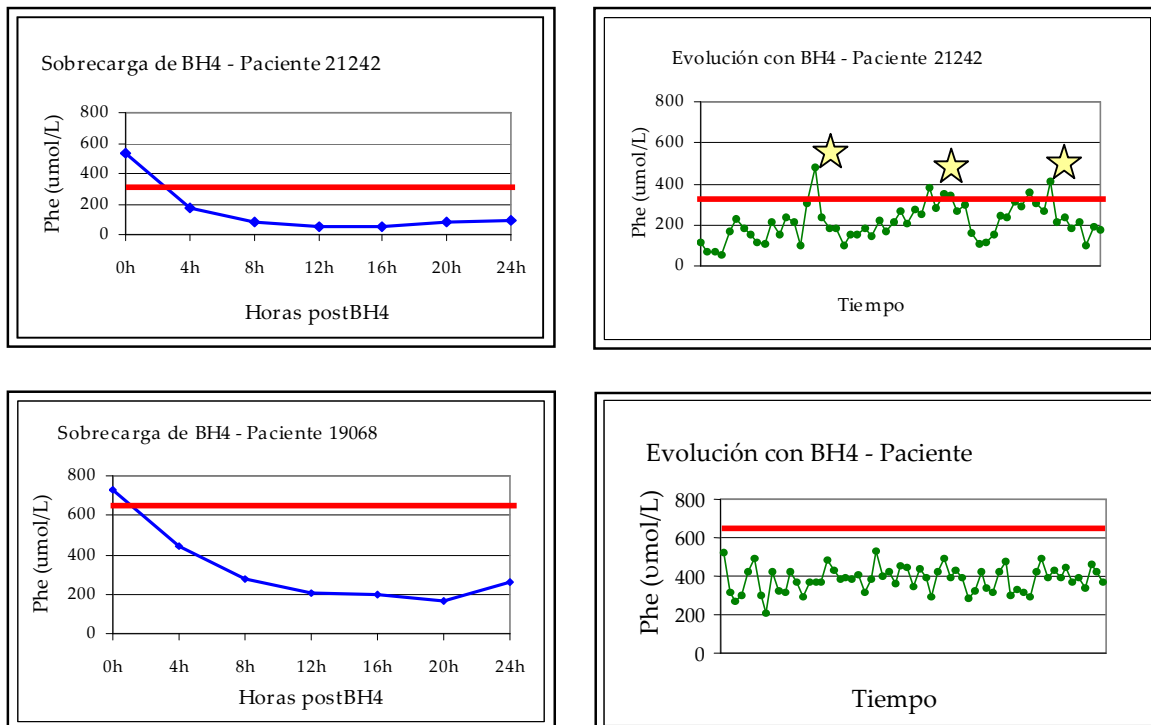 Sobrecarga de BH4 - Paciente 21242
Phe (umol/L)
800
600
400
200
0
0h 4h 8h 12h 16h 20h 24h
Horas postBH4
Evolución con BH4 - Paciente 21242
Phe (umol/L)
800
600
400
200
0
Tiempo
Sobrecarga de BH4 - Paciente 19068
Phe (umol/L)
800
600
400
200
0
0h 4h 8h 12h 16h 20h 24h
Horas postBH4
Evolución con BH4 - Paciente
Phe (umol/L)
800
600
400
200
0
Tiempo